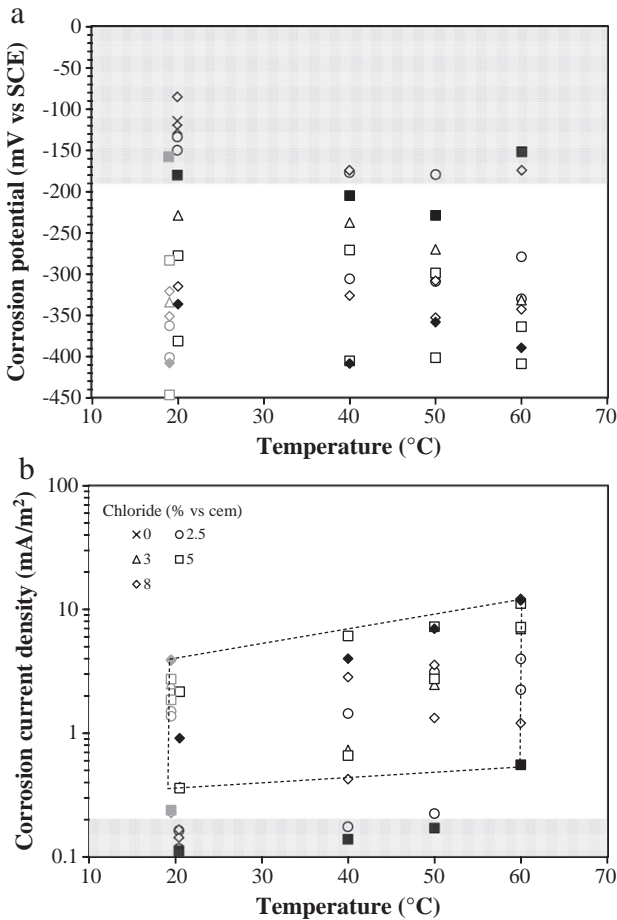 a
0
-50
-100
-150
-200
-250
-300
-350
-400
-450
Corrosion potential (mV vs SCE)
10 20 30 40 50 60 70
Temperature (°C)
b
100
10
1
0.1
Corrosion current density (mA/m²)
Chloride (% vs cem)
0 2.5
3 5
8
10 20 30 40 50 60 70
Temperature (°C)